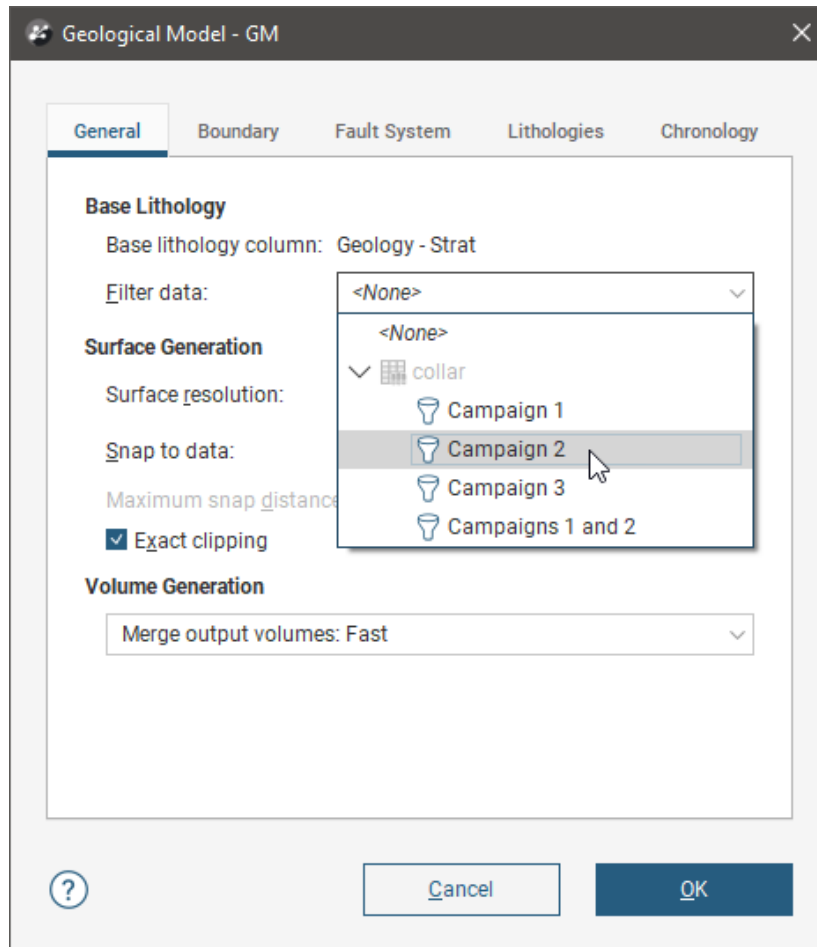 Geological Model - GM
General Boundary Fault System Lithologies Chronology
Base Lithology
Base lithology column: Geology - Strat
Filter data: <None>
<None>
Surface Generation
collar
Surface resolution:
Campaign 1
Snap to data:
Campaign 2
Campaign 3
Maximum snap distance
Campaigns 1 and 2
Exact clipping
Volume Generation
Merge output volumes: Fast
? Cancel OK